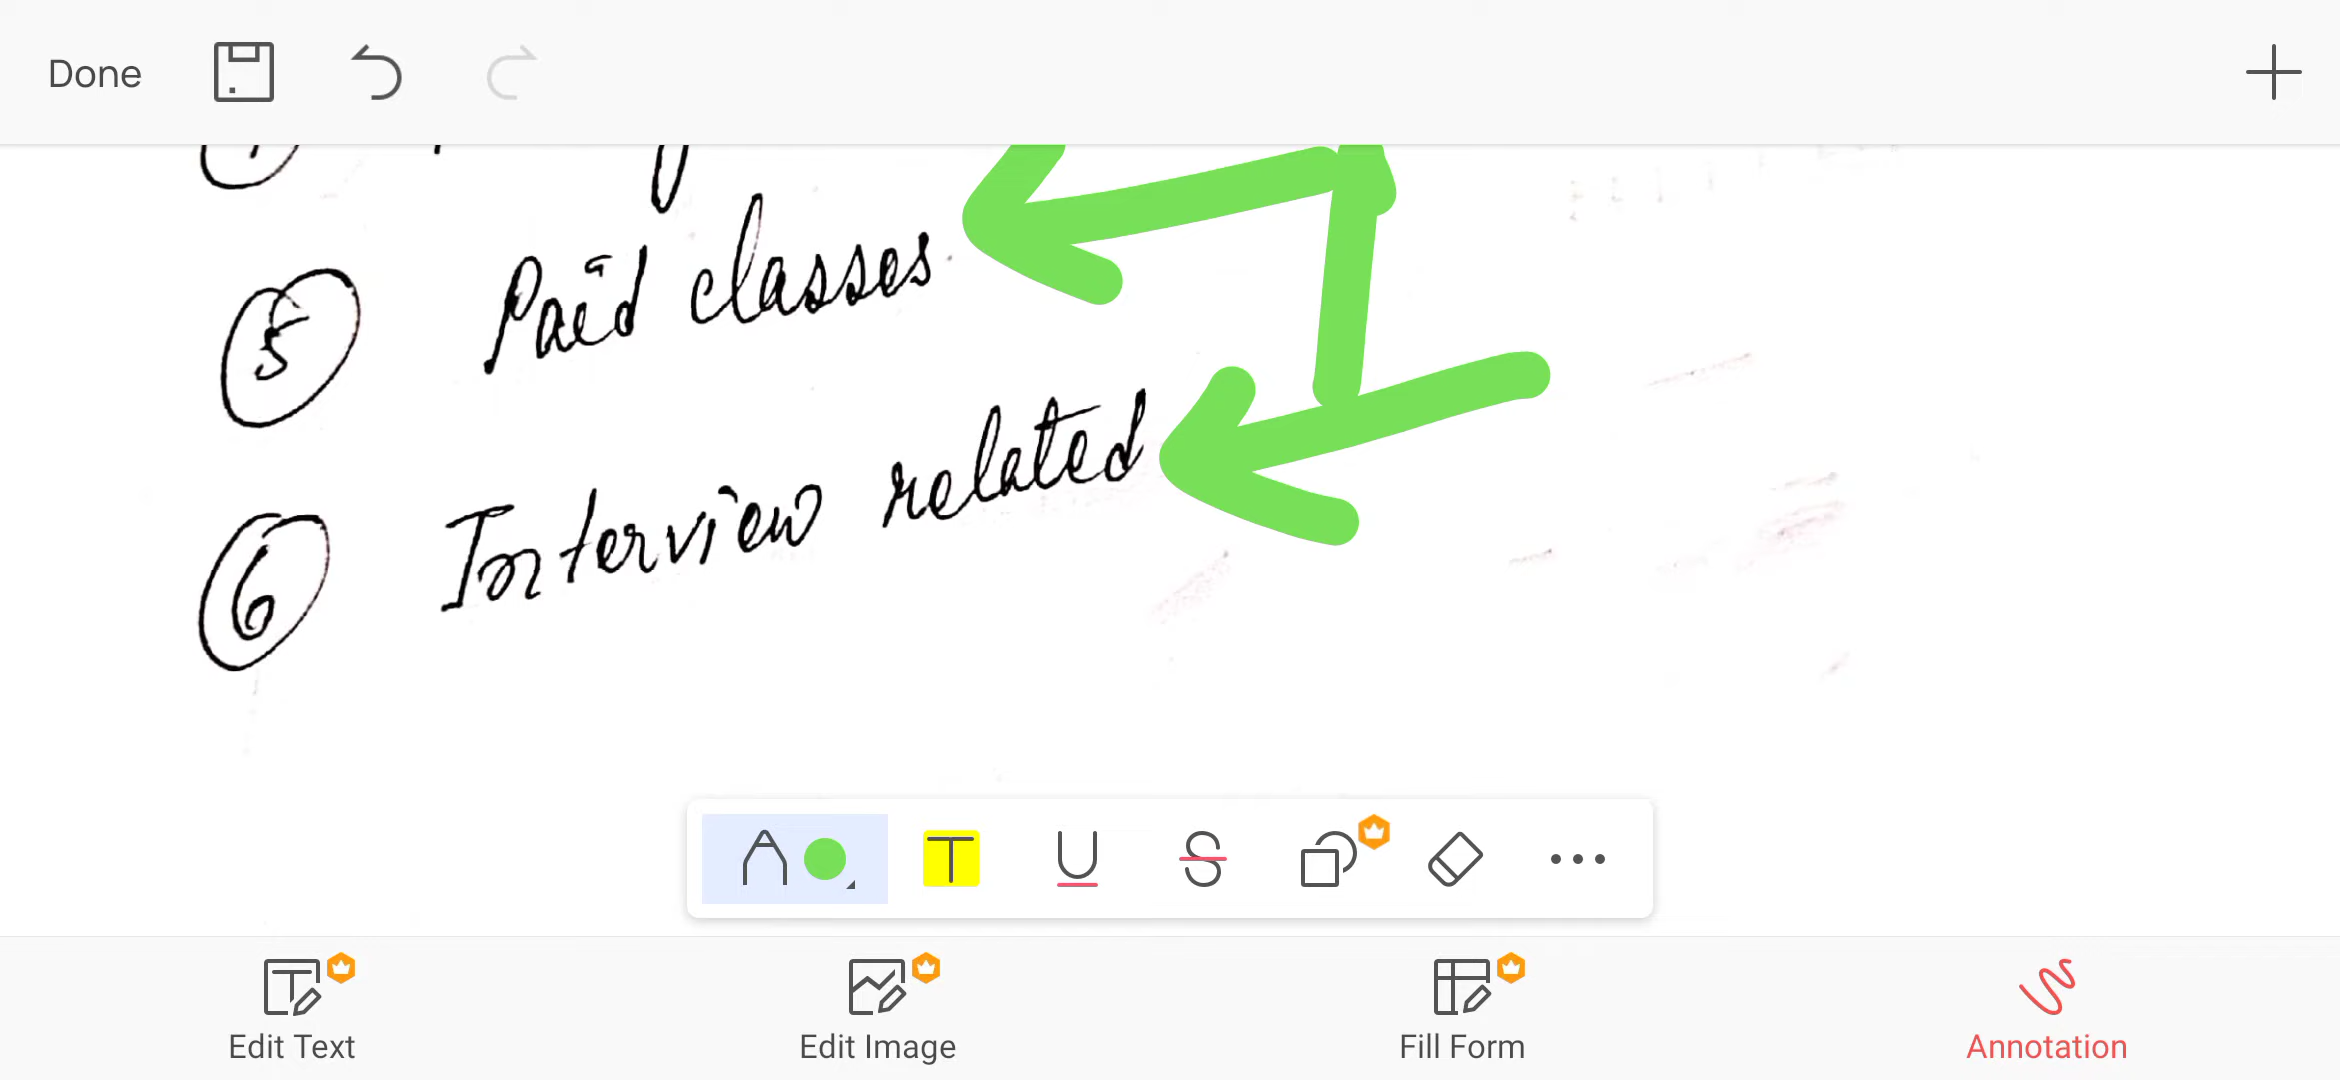 Done
5 Paid classes.
6 Interview related
T U S
Edit Text Edit Image Fill Form Annotation